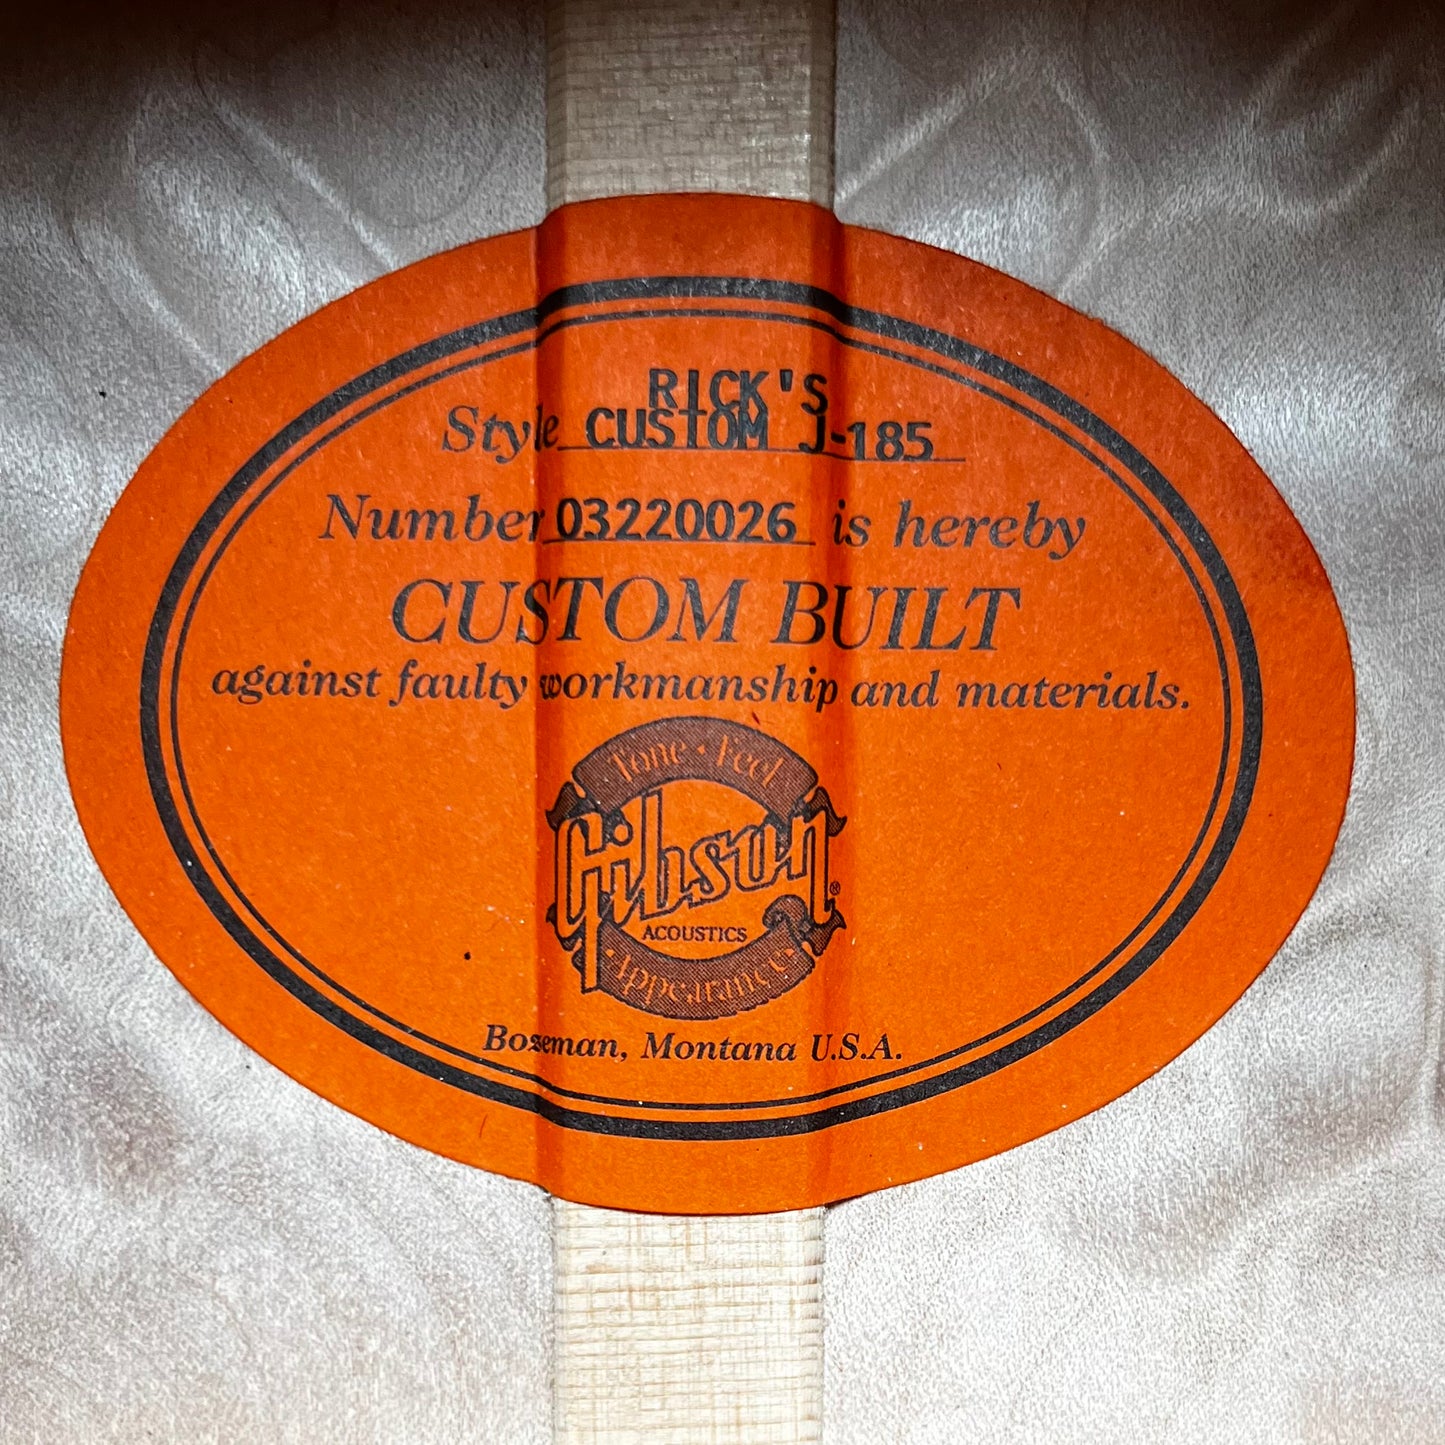 RICK'S
Style CUSTOM J-185
Number 03220026 is hereby
CUSTOM BUILT
against faulty workmanship and materials.
Tone · Feel
Gibson®
ACOUSTICS
· Appearance ·
Bozeman, Montana U.S.A.